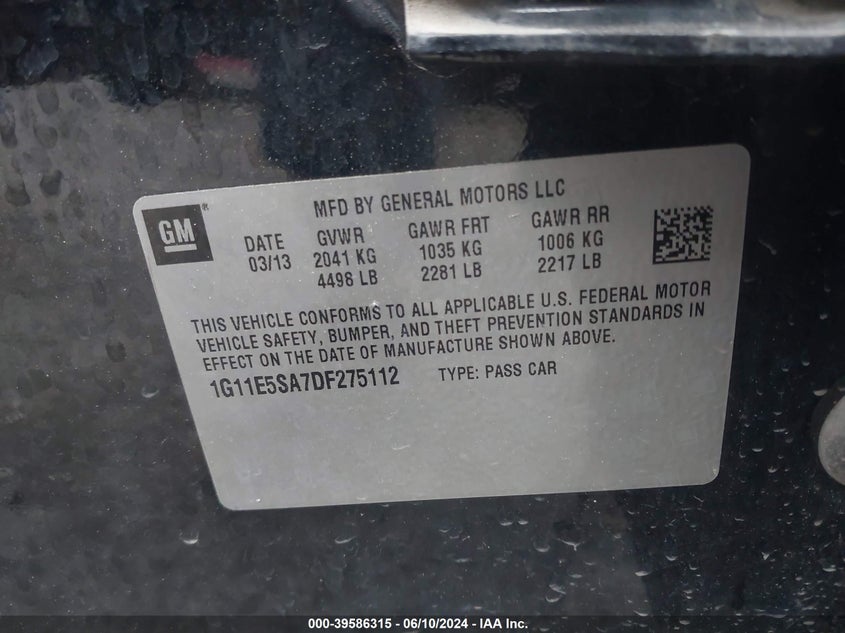 MFD BY GENERAL MOTORS LLC
GM®
DATE GVWR GAWR FRT GAWR RR
03/13 2041 KG 1035 KG 1006 KG
4498 LB 2281 LB 2217 LB
THIS VEHICLE CONFORMS TO ALL APPLICABLE U.S. FEDERAL MOTOR
VEHICLE SAFETY, BUMPER, AND THEFT PREVENTION STANDARDS IN
EFFECT ON THE DATE OF MANUFACTURE SHOWN ABOVE.
1G11E5SA7DF275112 TYPE: PASS CAR
000-39586315 - 06/10/2024 - IAA Inc.